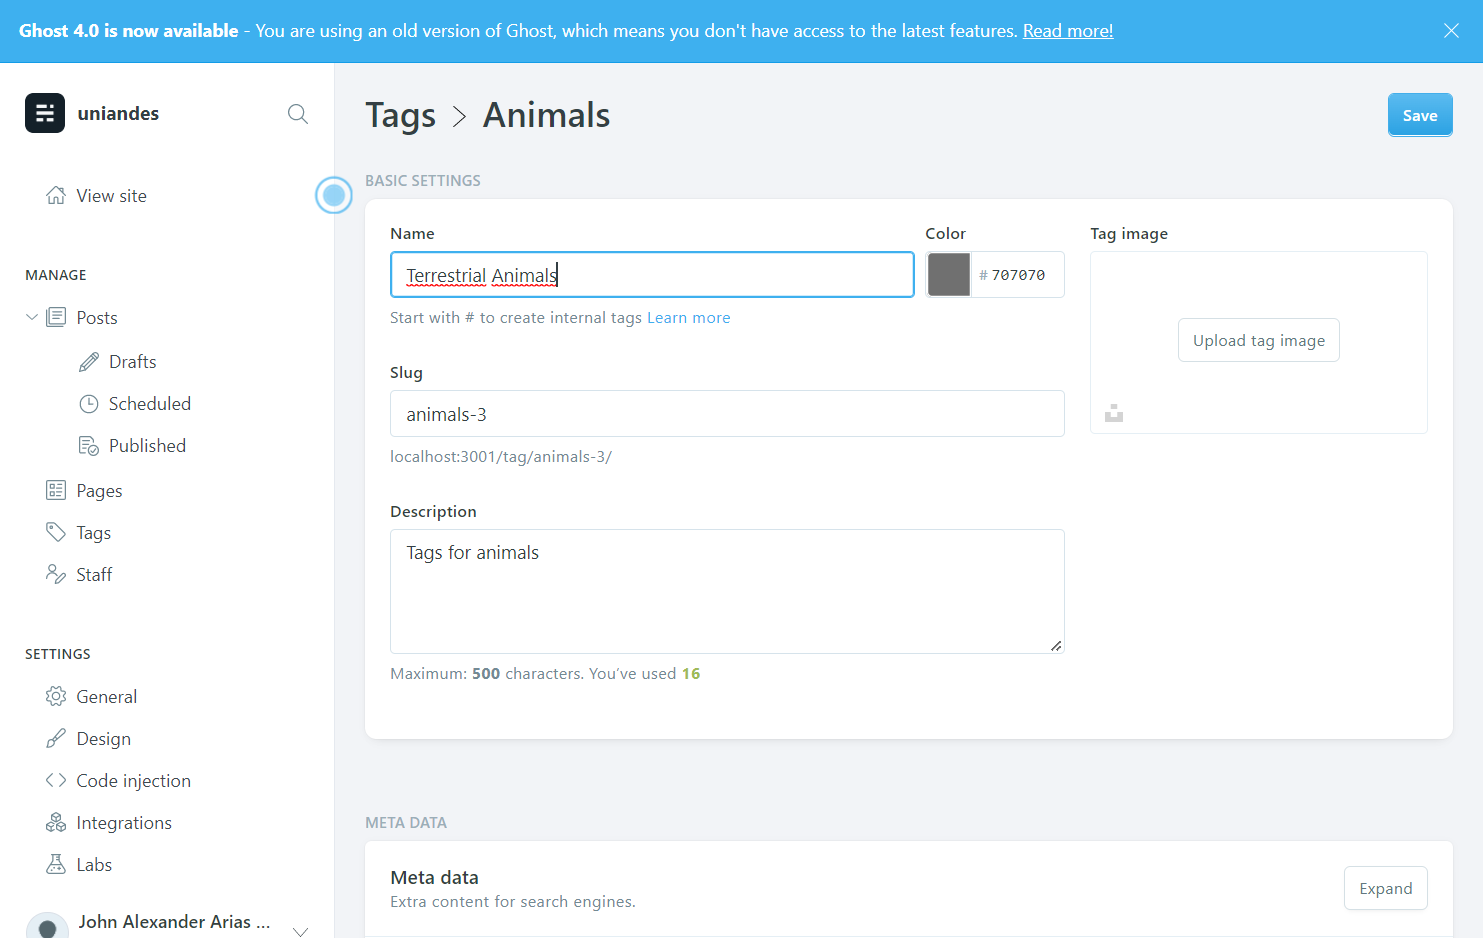 Ghost 4.0 is now available - You are using an old version of Ghost, which means you don't have access to the latest features. Read more!
uniandes
View site
MANAGE
Posts
Drafts
Scheduled
Published
Pages
Tags
Staff
SETTINGS
General
Design
Code injection
Integrations
Labs
John Alexander Arias ...
Tags > Animals
Save
BASIC SETTINGS
Name
Terrestrial Animals
Start with # to create internal tags Learn more
Color
# 707070
Tag image
Upload tag image
Slug
animals-3
localhost:3001/tag/animals-3/
Description
Tags for animals
Maximum: 500 characters. You’ve used 16
META DATA
Meta data
Extra content for search engines.
Expand